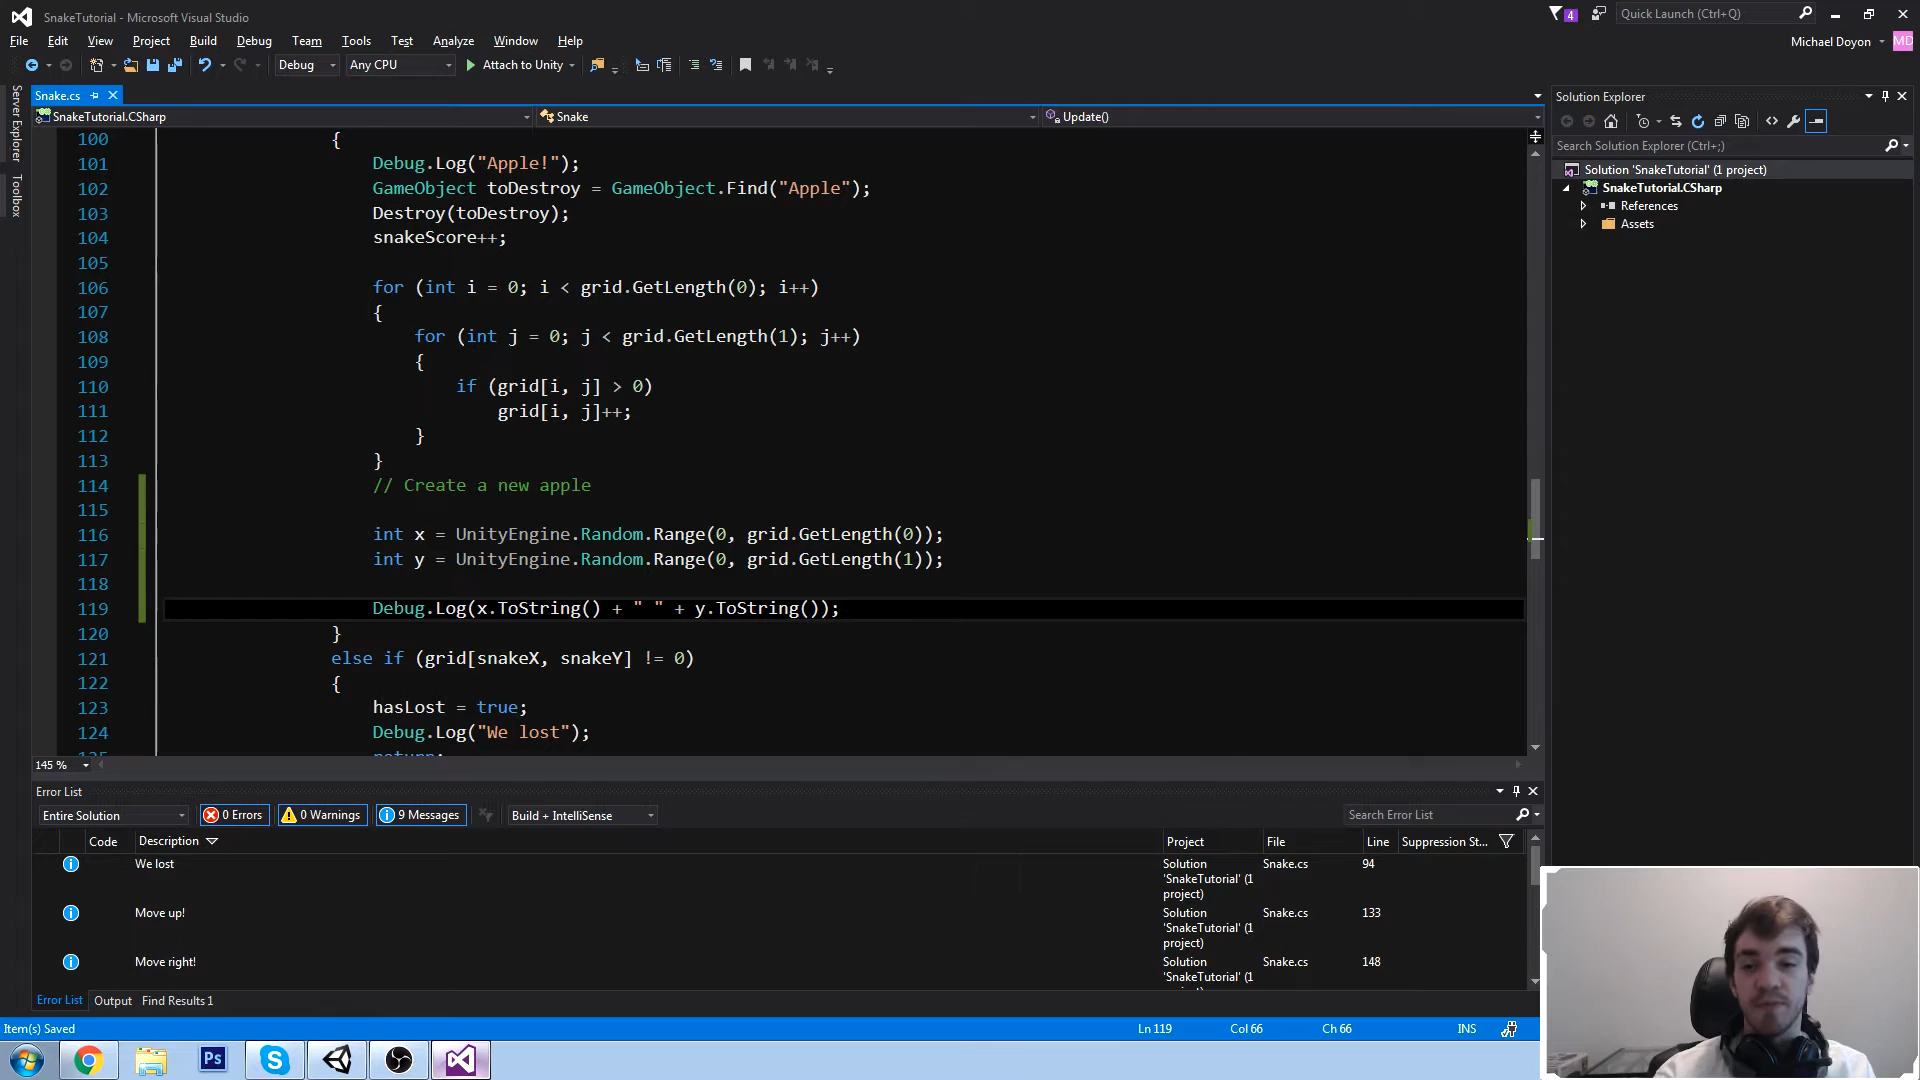 SnakeTutorial - Microsoft Visual Studio
4
Quick Launch (Ctrl+Q)
File Edit View Project Build Debug Team Tools Test Analyze Window Help
Michael Doyon
MD
Debug Any CPU Attach to Unity
Server Explorer
Toolbox
Snake.cs
SnakeTutorial.CSharp Snake Update()
100 {
101 Debug.Log("Apple!");
102 GameObject toDestroy = GameObject.Find("Apple");
103 Destroy(toDestroy);
104 snakeScore++;
105
106 for (int i = 0; i < grid.GetLength(0); i++)
107 {
108 for (int j = 0; j < grid.GetLength(1); j++)
109 {
110 if (grid[i, j] > 0)
111 grid[i, j]++;
112 }
113 }
114 // Create a new apple
115
116 int x = UnityEngine.Random.Range(0, grid.GetLength(0));
117 int y = UnityEngine.Random.Range(0, grid.GetLength(1));
118
119 Debug.Log(x.ToString() + " " + y.ToString());
120 }
121 else if (grid[snakeX, snakeY] != 0)
122 {
123 hasLost = true;
124 Debug.Log("We lost");
125 return;
145 %
Solution Explorer
Search Solution Explorer (Ctrl+;)
Solution 'SnakeTutorial' (1 project)
SnakeTutorial.CSharp
References
Assets
Error List
Entire Solution 0 Errors 0 Warnings 9 Messages Build + IntelliSense Search Error List
Code Description Project File Line Suppression St...
We lost Solution 'SnakeTutorial' (1 project) Snake.cs 94
Move up! Solution 'SnakeTutorial' (1 project) Snake.cs 133
Move right! Solution 'SnakeTutorial' (1 Snake.cs 148
Error List Output Find Results 1
Item(s) Saved Ln 119 Col 66 Ch 66 INS
Ps